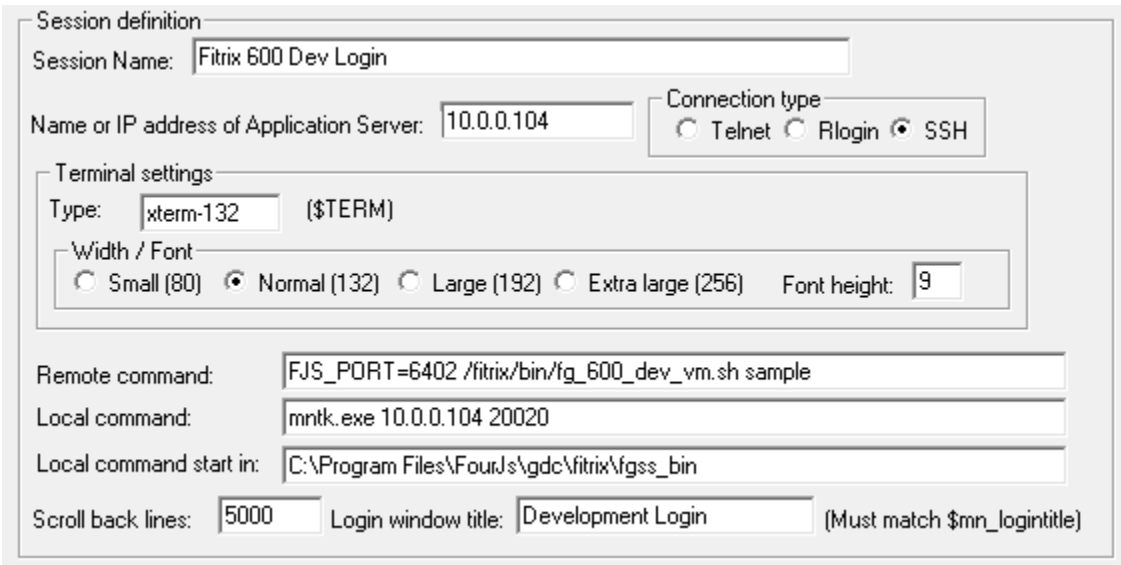 Session definition
Session Name: Fitrix 600 Dev Login
Name or IP address of Application Server: 10.0.0.104
Connection type
Telnet Rlogin SSH
Terminal settings
Type: xterm-132 ($TERM)
Width / Font
Small (80) Normal (132) Large (192) Extra large (256) Font height: 9
Remote command: FJS_PORT=6402 /fitrix/bin/fg_600_dev_vm.sh sample
Local command: mntk.exe 10.0.0.104 20020
Local command start in: C:\Program Files\FourJs\gdc\fitrix\fgss_bin
Scroll back lines: 5000 Login window title: Development Login (Must match $mn_logintitle)